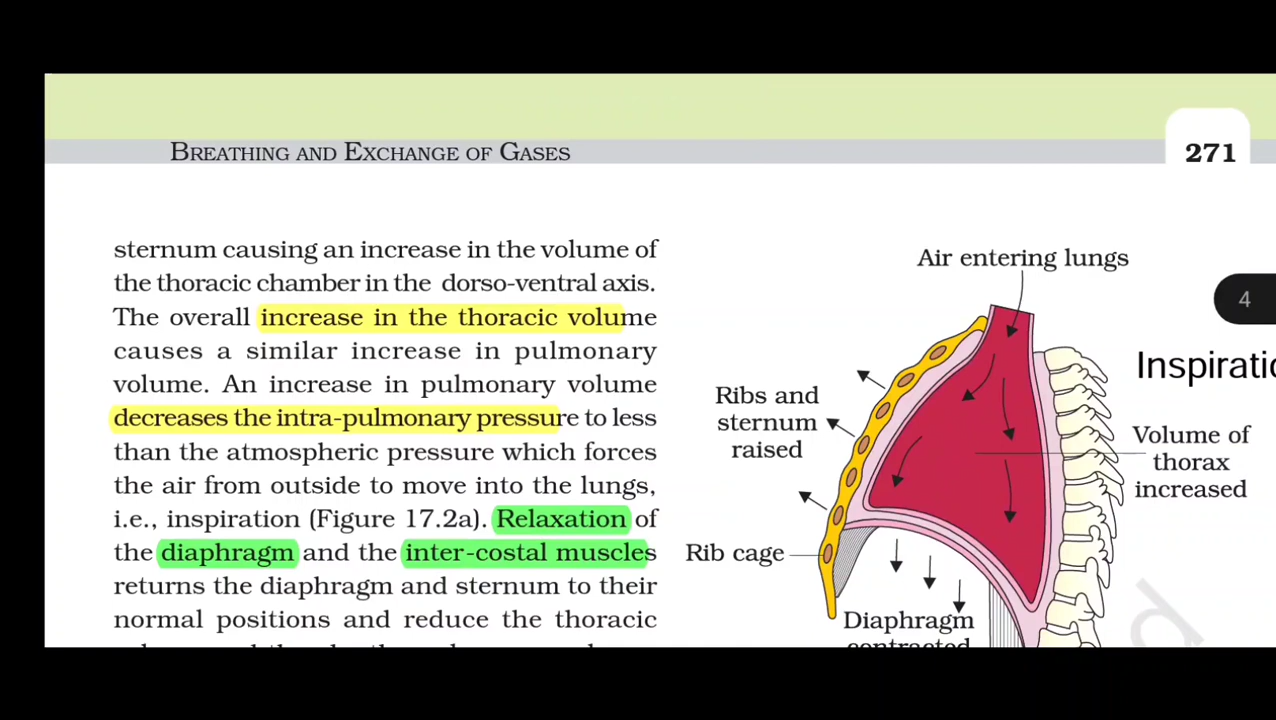 BREATHING AND EXCHANGE OF GASES
271
sternum causing an increase in the volume of
the thoracic chamber in the dorso-ventral axis.
The overall increase in the thoracic volume
causes a similar increase in pulmonary
volume. An increase in pulmonary volume
decreases the intra-pulmonary pressure to less
than the atmospheric pressure which forces
the air from outside to move into the lungs,
i.e., inspiration (Figure 17.2a). Relaxation of
the diaphragm and the inter-costal muscles
returns the diaphragm and sternum to their
normal positions and reduce the thoracic
Air entering lungs
4
Inspiratio
Ribs and
sternum
raised
Volume of
thorax
increased
Rib cage
Diaphragm
contracted
d